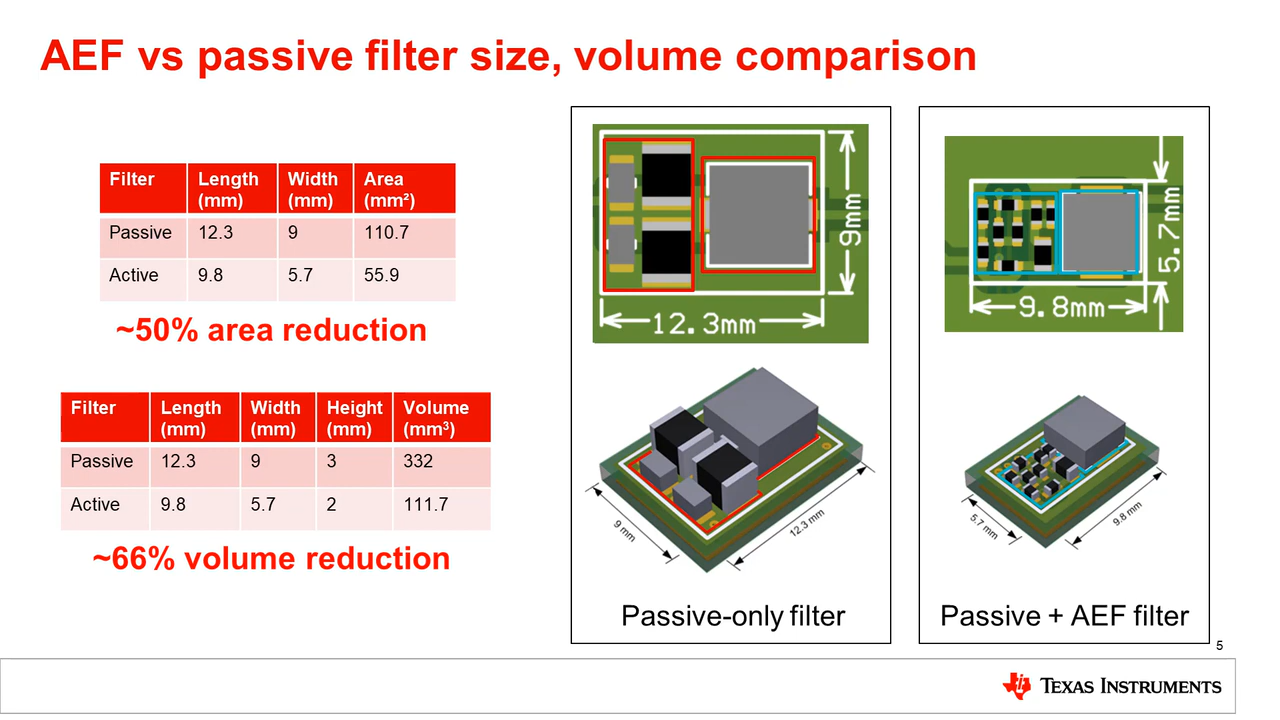 AEF vs passive filter size, volume comparison
Filter Length (mm) Width (mm) Area (mm²)
Passive 12.3 9 110.7
Active 9.8 5.7 55.9
~50% area reduction
Filter Length (mm) Width (mm) Height (mm) Volume (mm³)
Passive 12.3 9 3 332
Active 9.8 5.7 2 111.7
~66% volume reduction
9mm
12.3mm
9 mm
12.3 mm
Passive-only filter
5.7mm
9.8mm
5.7 mm
9.8 mm
Passive + AEF filter
5
TEXAS INSTRUMENTS